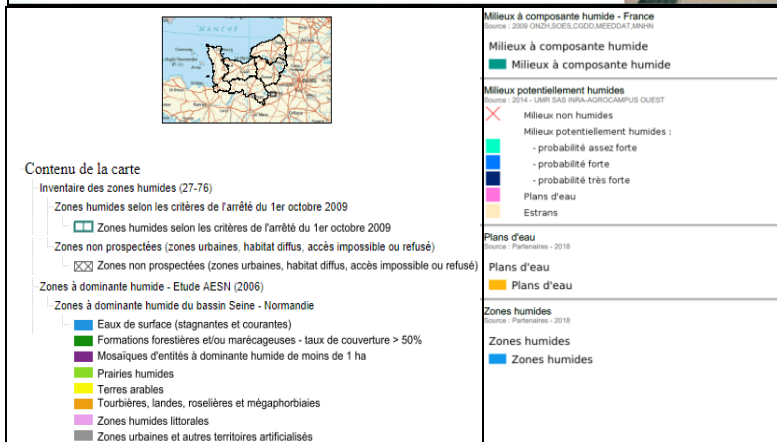 MANCHE
Contenu de la carte
Inventaire des zones humides (27-76)
Zones humides selon les critères de l'arrêté du 1er octobre 2009
Zones humides selon les critères de l'arrêté du 1er octobre 2009
Zones non prospectées (zones urbaines, habitat diffus, accès impossible ou refusé)
Zones non prospectées (zones urbaines, habitat diffus, accès impossible ou refusé)
Zones à dominante humide - Etude AESN (2006)
Zones à dominante humide du bassin Seine - Normandie
Eaux de surface (stagnantes et courantes)
Formations forestières et/ou marécageuses - taux de couverture > 50%
Mosaïques d'entités à dominante humide de moins de 1 ha
Prairies humides
Terres arables
Tourbières, landes, roselières et mégaphorbiaies
Zones humides littorales
Zones urbaines et autres territoires artificialisés
Milieux à composante humide - France
Source : 2009 ONZH,SOES,CGDD,MEEDDAT,MNHN
Milieux à composante humide
Milieux à composante humide
Milieux potentiellement humides
Source : 2014 - UMR SAS INRA-AGROCAMPUS OUEST
Milieux non humides
Milieux potentiellement humides :
- probabilité assez forte
- probabilité forte
- probabilité très forte
Plans d'eau
Estrans
Plans d'eau
Source : Partenaires - 2018
Plans d'eau
Plans d'eau
Zones humides
Source : Partenaires - 2018
Zones humides
Zones humides